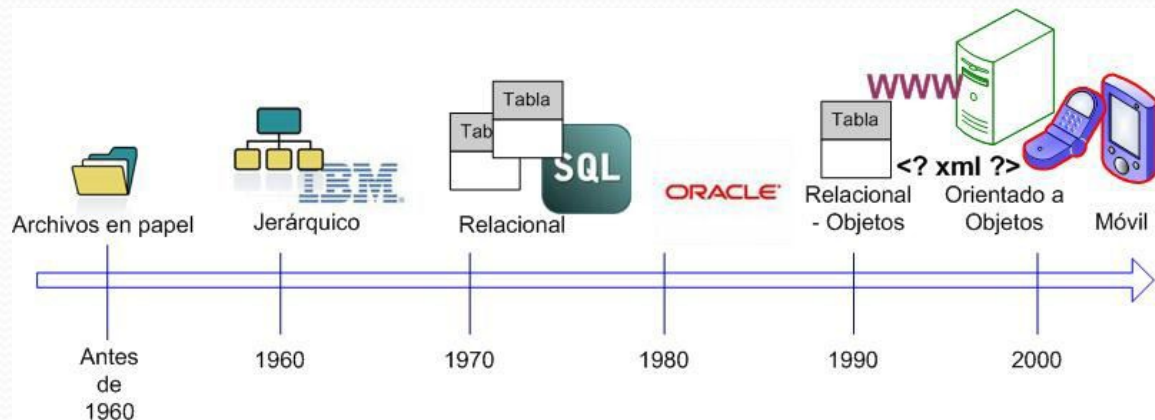 Archivos en papel
IBM.
Jerárquico
Tab
Tabla
SQL
Relacional
ORACLE
Tabla
Relacional
- Objetos
WWW
<? xml ?>
Orientado a
Objetos
Móvil
Antes
de
1960
1960
1970
1980
1990
2000